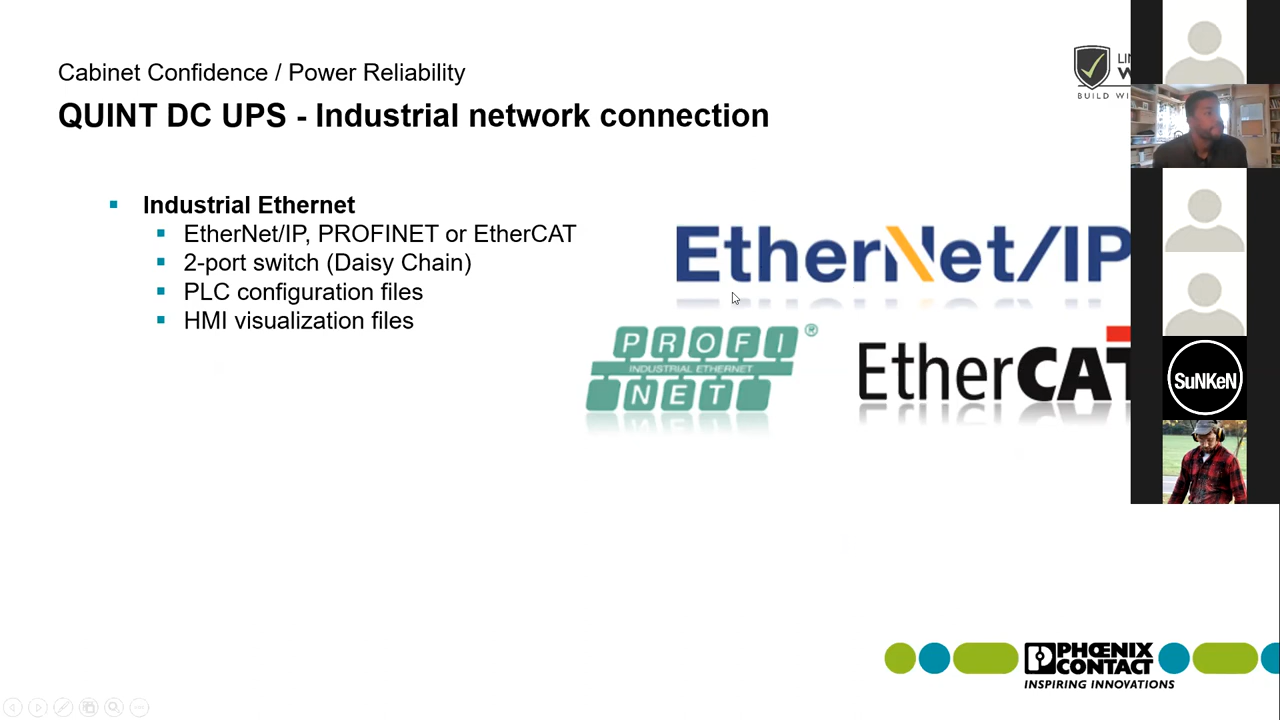 Cabinet Confidence / Power Reliability
QUINT DC UPS - Industrial network connection
BUILD WI
Industrial Ethernet
EtherNet/IP, PROFINET or EtherCAT
2-port switch (Daisy Chain)
PLC configuration files
HMI visualization files
EtherNet/IP
PROFI
INDUSTRIAL ETHERNET
NET
EtherCAT
SuNKeN
PHŒNIX
CONTACT
INSPIRING INNOVATIONS